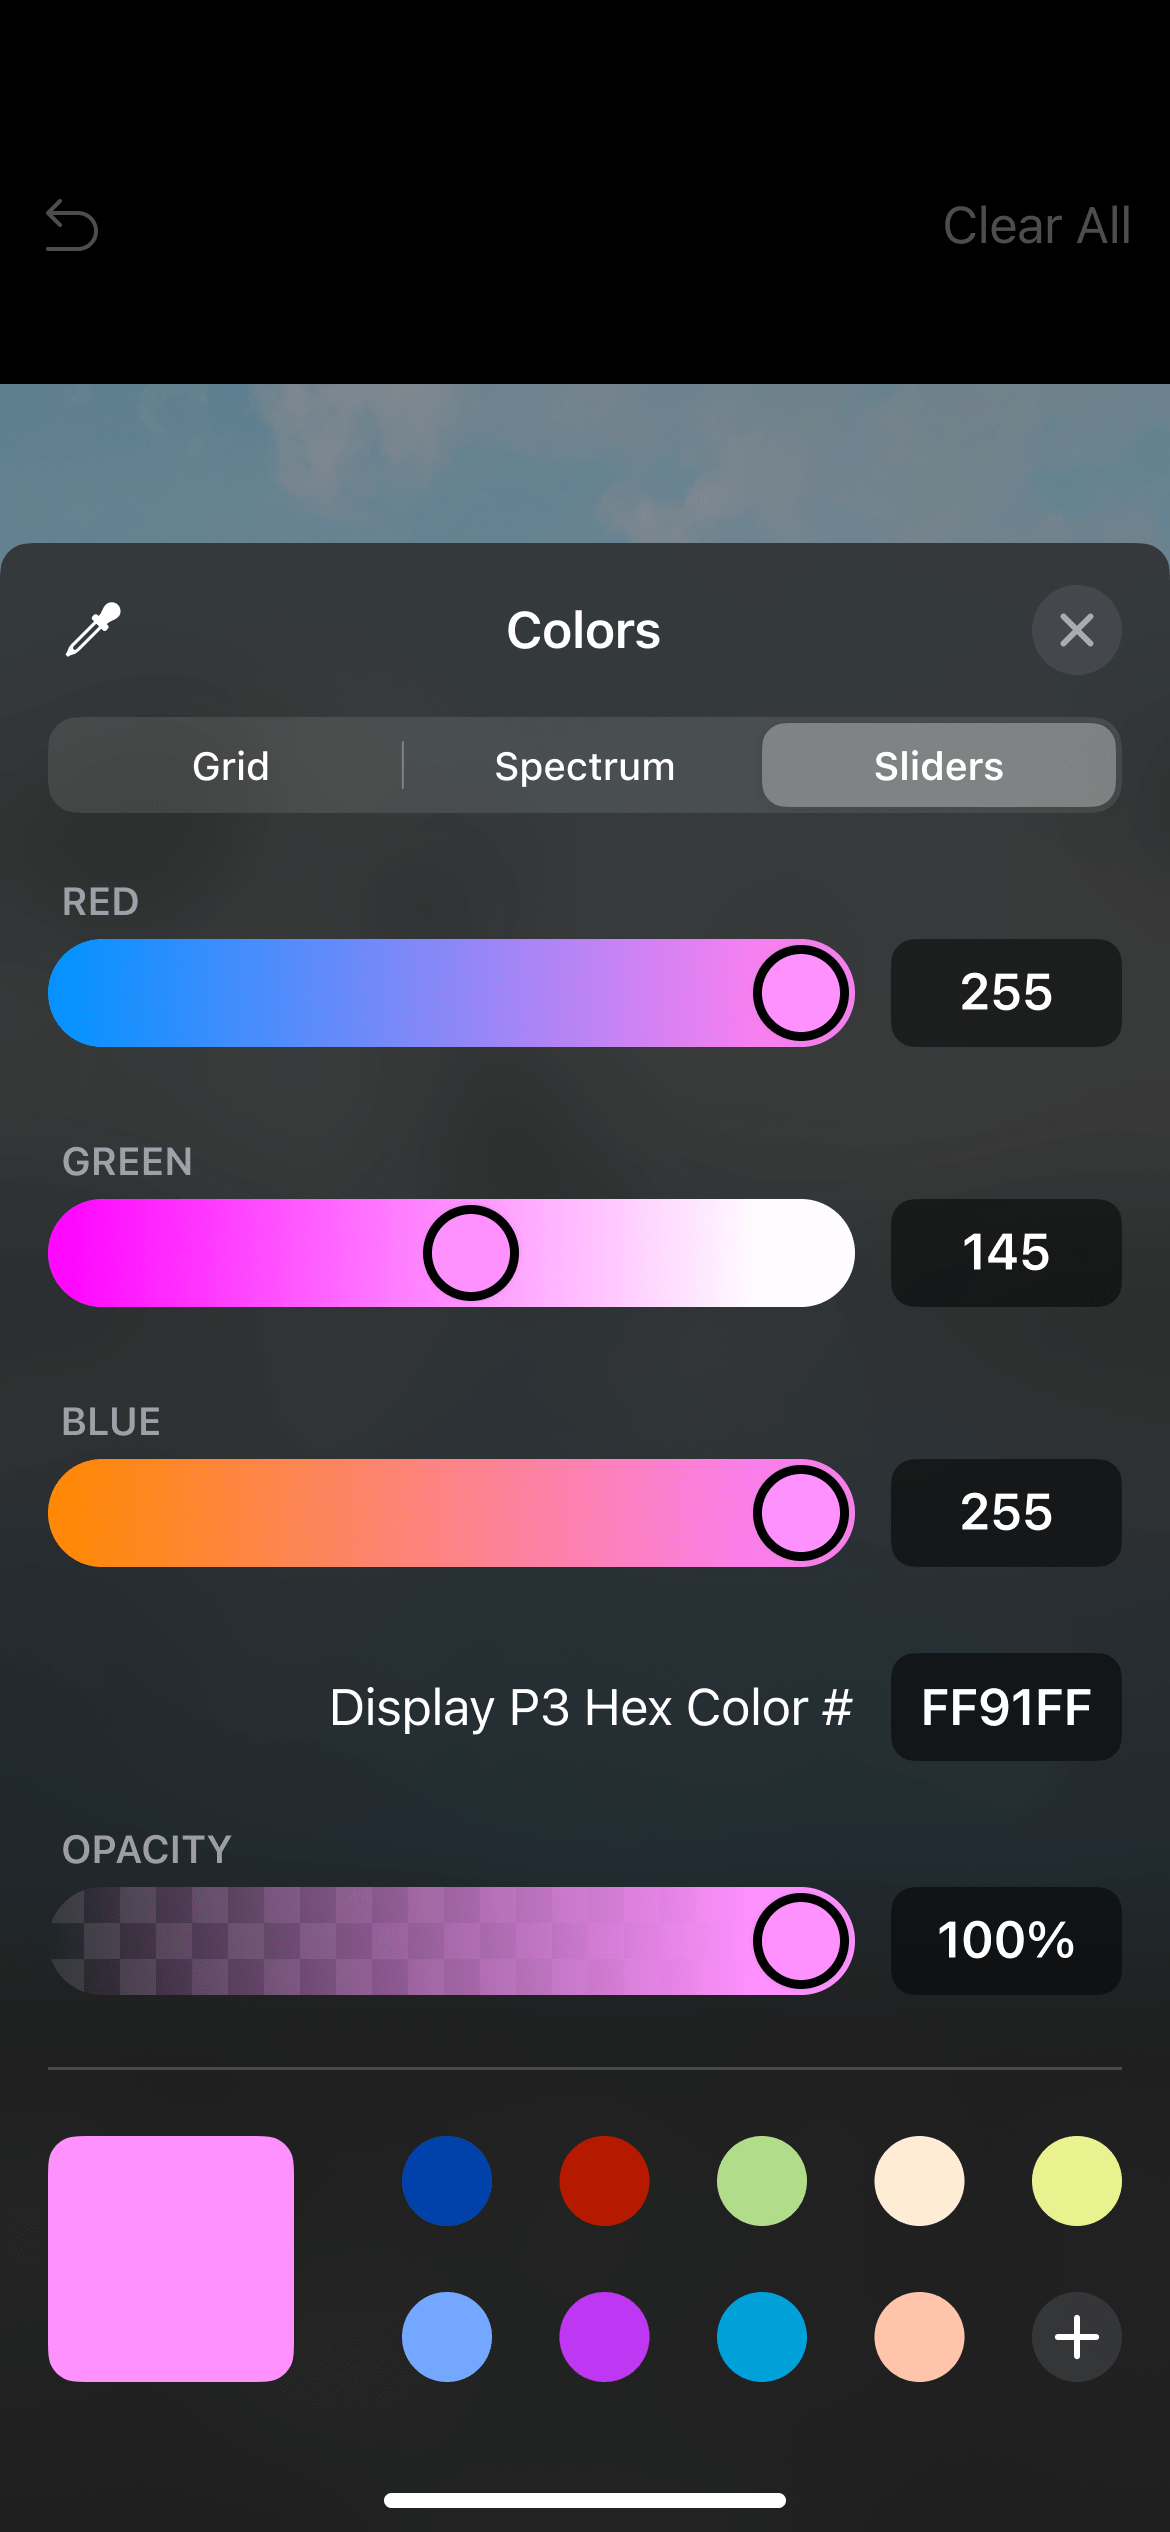 Clear All
Colors
Grid
Spectrum
Sliders
RED
255
GREEN
145
BLUE
255
Display P3 Hex Color #
FF91FF
OPACITY
100%